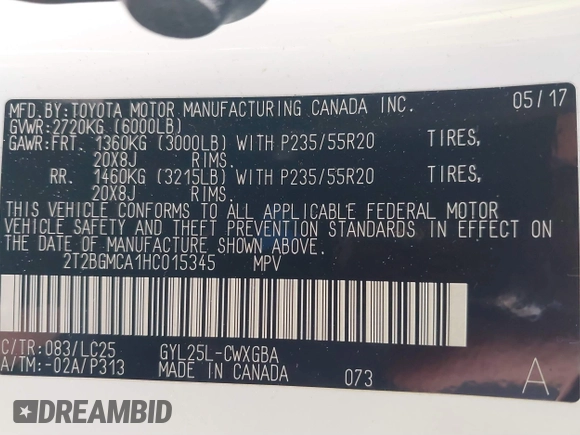 MFD.BY:TOYOTA MOTOR MANUFACTURING CANADA INC. 05/17
GVWR:2720KG (6000LB)
GAWR:FRT. 1360KG (3000LB) WITH P235/55R20 TIRES,
20X8J RIMS.
RR. 1460KG (3215LB) WITH P235/55R20 TIRES,
20X8J RIMS.
THIS VEHICLE CONFORMS TO ALL APPLICABLE FEDERAL MOTOR
VEHICLE SAFETY AND THEFT PREVENTION STANDARDS IN EFFECT ON
THE DATE OF MANUFACTURE SHOWN ABOVE.
2T2BGMCA1HC015345 MPV
C/TR:083/LC25 GYL25L-CWXGBA
A/TM:-02A/P313 MADE IN CANADA 073 A
DREAMBID